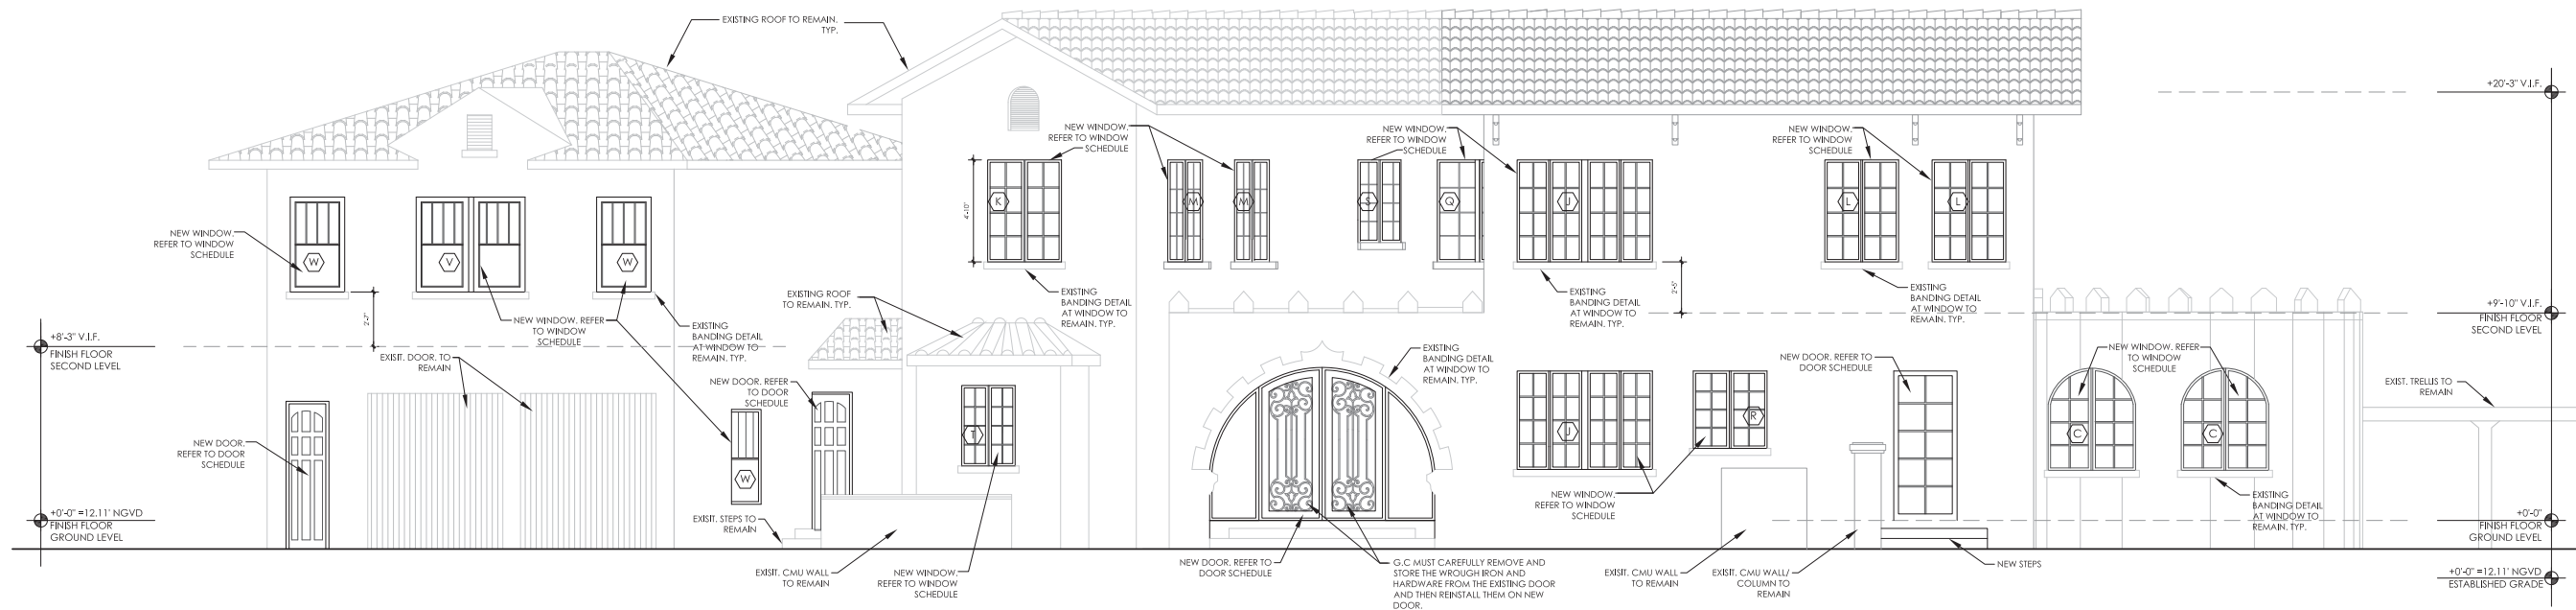 EXISTING ROOF TO REMAIN.
TYP.
+20'-3" V.I.F.
NEW WINDOW.
REFER TO WINDOW
SCHEDULE
NEW WINDOW.
REFER TO WINDOW
SCHEDULE
NEW WINDOW.
REFER TO WINDOW
SCHEDULE
K
M
M
S
Q
J
L
L
4'-10"
NEW WINDOW.
REFER TO WINDOW
SCHEDULE
W
V
W
2'-7"
EXISTING ROOF
TO REMAIN. TYP.
EXISTING
BANDING DETAIL
AT WINDOW TO
REMAIN. TYP.
EXISTING
BANDING DETAIL
AT WINDOW TO
REMAIN. TYP.
2'-5"
EXISTING
BANDING DETAIL
AT WINDOW TO
REMAIN. TYP.
+9'-10" V.I.F.
FINISH FLOOR
SECOND LEVEL
+8'-3" V.I.F.
FINISH FLOOR
SECOND LEVEL
NEW WINDOW. REFER
TO WINDOW
SCHEDULE
EXISTING
BANDING DETAIL
AT WINDOW TO
REMAIN. TYP.
EXISIT. DOOR. TO
REMAIN
NEW DOOR. REFER
TO DOOR
SCHEDULE
EXISTING
BANDING DETAIL
AT WINDOW TO
REMAIN. TYP.
NEW DOOR. REFER TO
DOOR SCHEDULE
NEW WINDOW. REFER
TO WINDOW
SCHEDULE
EXIST. TRELLIS TO
REMAIN
NEW DOOR.
REFER TO DOOR
SCHEDULE
W
T
J
R
C
C
+0'-0" =12.11' NGVD
FINISH FLOOR
GROUND LEVEL
EXISIT. STEPS TO
REMAIN
NEW WINDOW.
REFER TO WINDOW
SCHEDULE
EXISTING
BANDING DETAIL
AT WINDOW TO
REMAIN. TYP.
+0'-0"
FINISH FLOOR
GROUND LEVEL
EXISIT. CMU WALL
TO REMAIN
NEW WINDOW.
REFER TO WINDOW
SCHEDULE
NEW DOOR. REFER TO
DOOR SCHEDULE
G.C MUST CAREFULLY REMOVE AND
STORE THE WROUGH IRON AND
HARDWARE FROM THE EXISTING DOOR
AND THEN REINSTALL THEM ON NEW
DOOR.
EXISIT. CMU WALL
TO REMAIN
EXISIT. CMU WALL/
COLUMN TO
REMAIN
NEW STEPS
+0'-0" =12.11' NGVD
ESTABLISHED GRADE